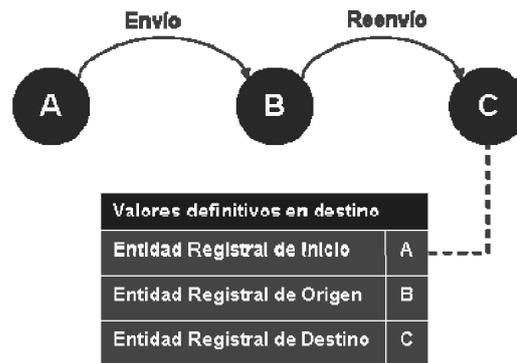 Envío
Reenvío
A
B
C
Valores definitivos en destino
Entidad Registral de Inicio A
Entidad Registral de Origen B
Entidad Registral de Destino C